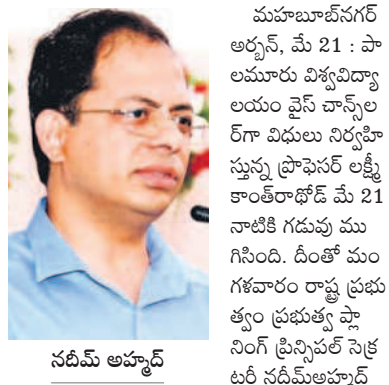 మహబూబ్‌నగర్
అర్బన్, మే 21 : పా
లమూరు విశ్వవిద్యా
లయం వైస్ చాన్స్‌ల
ర్‌గా విధులు నిర్వహి
స్తున్న ప్రొఫెసర్ లక్ష్మీ
కాంత్‌రాథోడ్ మే 21
నాటికి గడువు ము
గిసింది. దీంతో మం
గళవారం రాష్ట్ర ప్రభు
త్వం ప్రభుత్వ ప్లా
నింగ్ ప్రిన్సిపల్ సెక్ర
టరీ నదీమ్‌అహ్మద్
నదీమ్ అహ్మద్